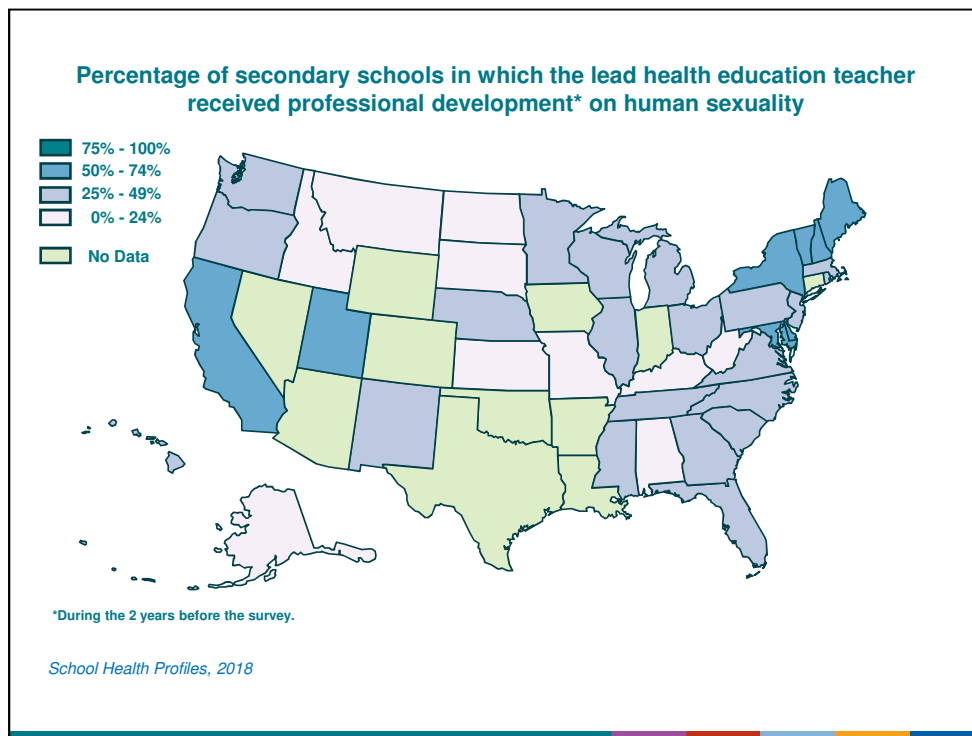 Percentage of secondary schools in which the lead health education teacher
received professional development* on human sexuality
75% - 100%
50% - 74%
25% - 49%
0% - 24%
No Data
*During the 2 years before the survey.
School Health Profiles, 2018